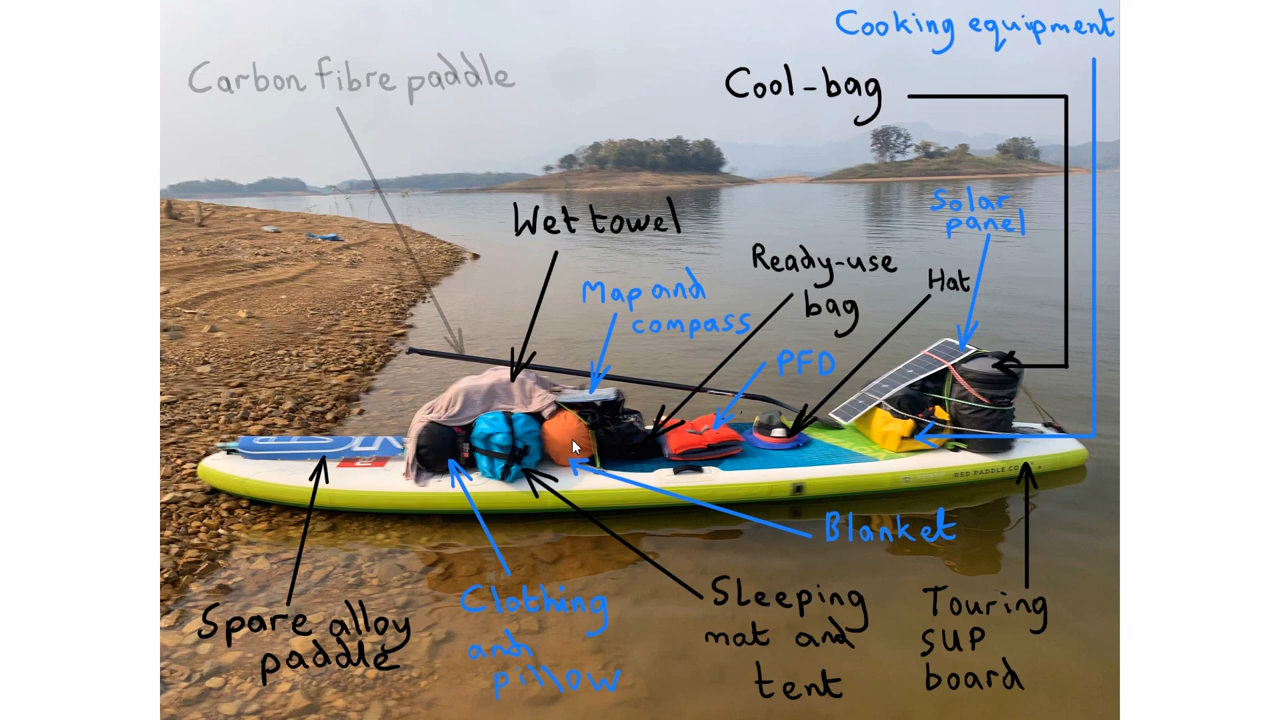 Cooking equipment
Carbon fibre paddle
Cool-bag
Solar
panel
Wet towel
Ready-use
bag
Hat
Map and
compass
PFD
RED PADDLE CO
Blanket
Spare alloy
paddle
Clothing
and
pillow
Sleeping
mat and
tent
Touring
SUP
board